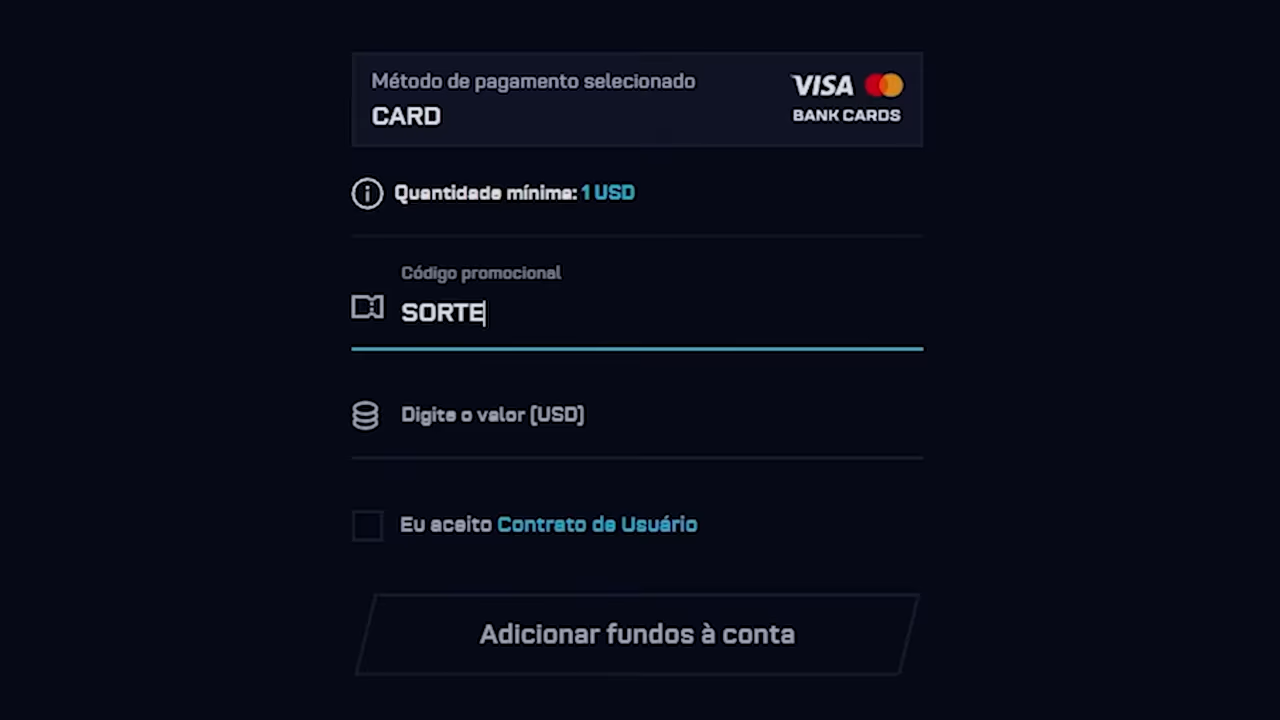 Método de pagamento selecionado
CARD
VISA
BANK CARDS
Quantidade mínima: 1 USD
Código promocional
SORTE
Digite o valor (USD)
Eu aceito Contrato de Usuário
Adicionar fundos à conta